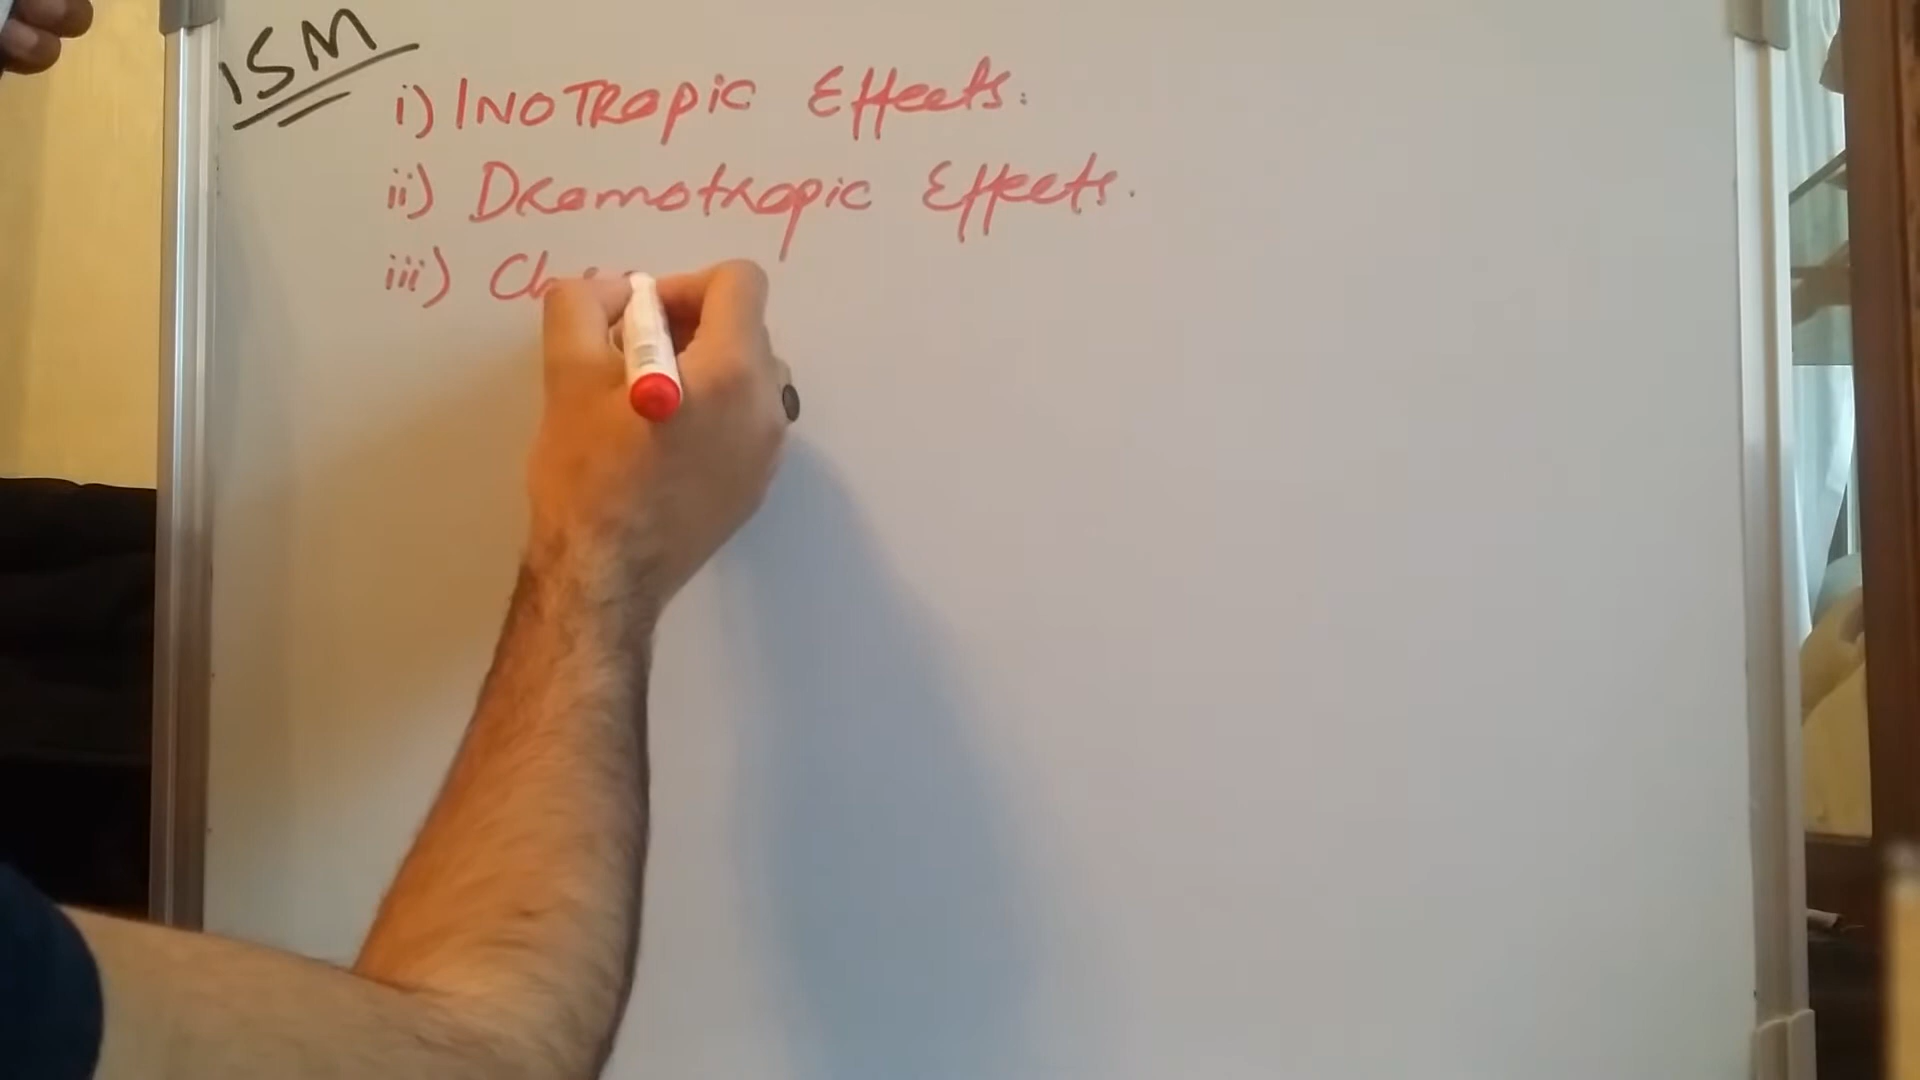 ISM
i) INOTROPIC Effects.
ii) Dromotropic Effects.
iii)